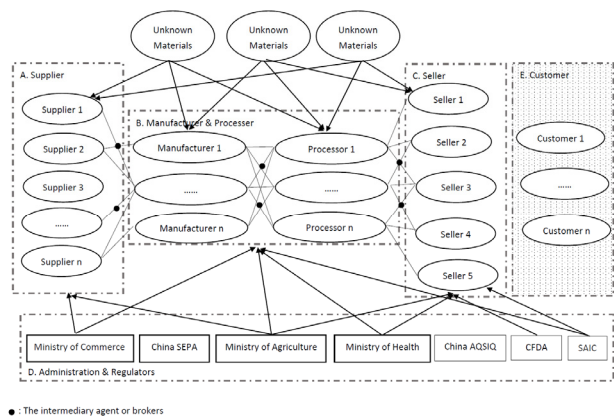 Unknown
Materials
Unknown
Materials
Unknown
Materials
A. Supplier
Supplier 1
Supplier 2
Supplier 3
......
Supplier n
B. Manufacturer & Processer
Manufacturer 1
......
Manufacturer n
Processor 1
......
Processor n
C. Seller
Seller 1
Seller 2
Seller 3
Seller 4
Seller 5
E. Customer
Customer 1
......
Customer n
Ministry of Commerce
China SEPA
Ministry of Agriculture
Ministry of Health
China AQSIQ
CFDA
SAIC
D. Administration & Regulators
: The intermediary agent or brokers